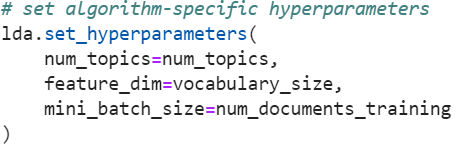 # set algorithm-specific hyperparameters
lda.set_hyperparameters(
    num_topics=num_topics,
    feature_dim=vocabulary_size,
    mini_batch_size=num_documents_training
)